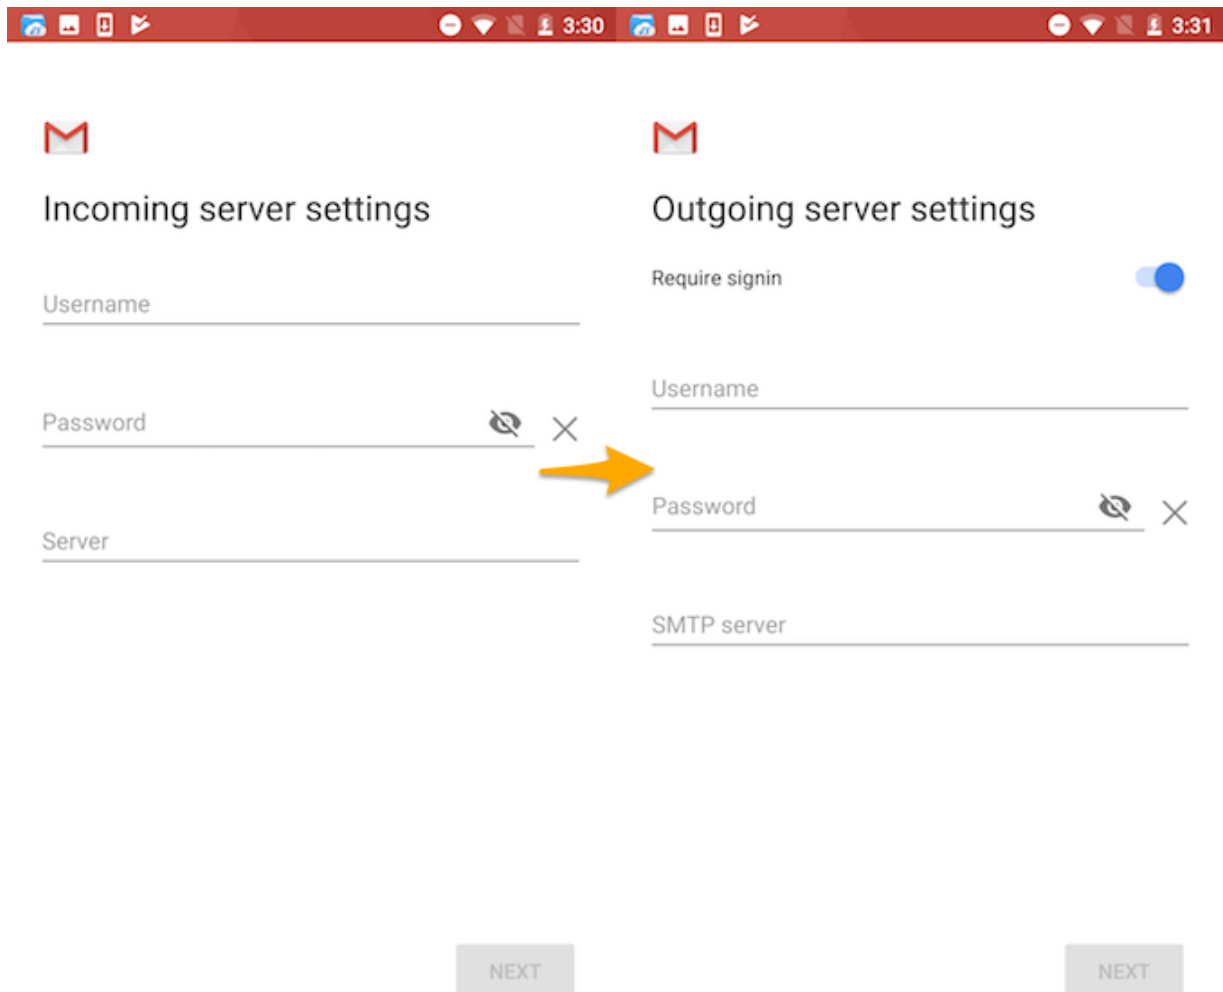 3:30
Incoming server settings
Username
Password
Server
NEXT
3:31
Outgoing server settings
Require signin
Username
Password
SMTP server
NEXT